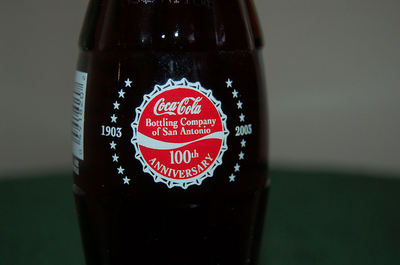 Coca-Cola
Bottling Company
of San Antonio
1903
2003
100th
ANNIVERSARY